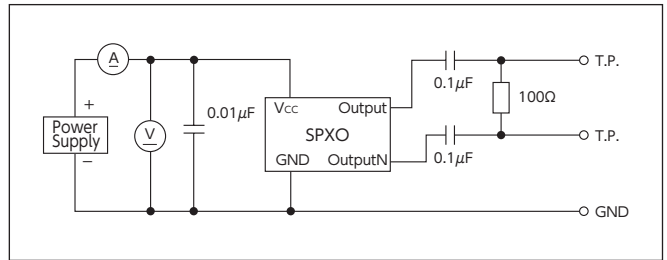 A
T.P.
0.1μF
+
0.01μF
Vcc
Output
100Ω
Power
Supply
V
SPXO
T.P.
−
GND
OutputN
0.1μF
GND